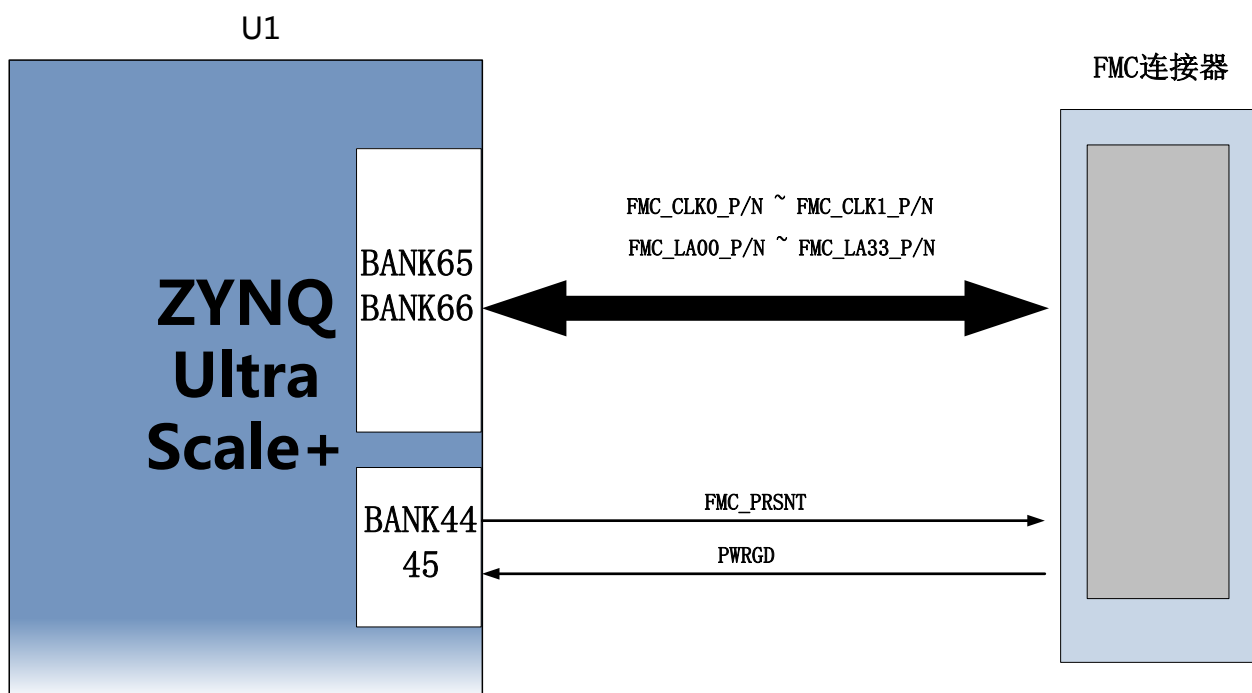 U1
FMC连接器
FMC_CLK0_P/N ~ FMC_CLK1_P/N
FMC_LA00_P/N ~ FMC_LA33_P/N
BANK65
BANK66
ZYNQ
Ultra
Scale+
FMC_PRSNT
BANK44
45
PWRGD